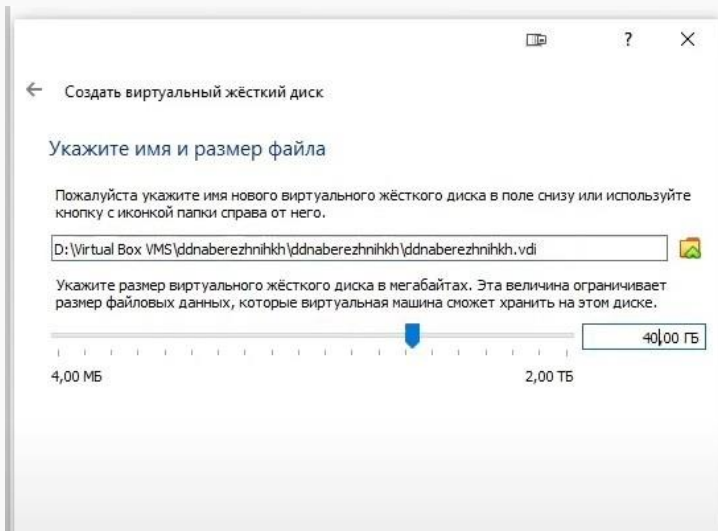 ?
Создать виртуальный жёсткий диск
Укажите имя и размер файла
Пожалуйста укажите имя нового виртуального жёсткого диска в поле снизу или используйте
кнопку с иконкой папки справа от него.
D:\Virtual Box VMS\ddnaberezhnihkh\ddnaberezhnihkh\ddnaberezhnihkh.vdi
Укажите размер виртуального жёсткого диска в мегабайтах. Эта величина ограничивает
размер файловых данных, которые виртуальная машина сможет хранить на этом диске.
40,00 ГБ
4,00 МБ 2,00 ТБ